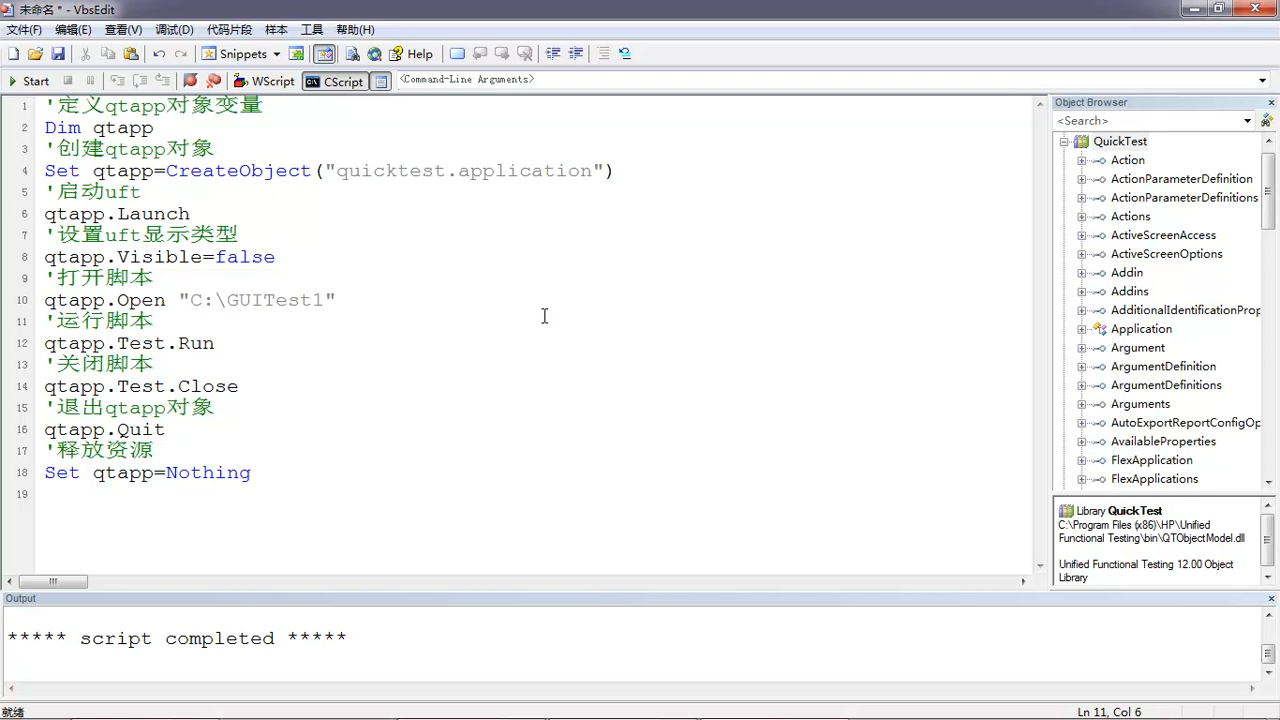 未命名 * - VbsEdit
文件(F) 编辑(E) 查看(V) 调试(D) 代码片段 样本 工具 帮助(H)
Snippets Help
Start WScript CScript <Command-Line Arguments>
1 '定义qtapp对象变量
2 Dim qtapp
3 '创建qtapp对象
4 Set qtapp=CreateObject("quicktest.application")
5 '启动uft
6 qtapp.Launch
7 '设置uft显示类型
8 qtapp.Visible=false
9 '打开脚本
10 qtapp.Open "C:\GUITest1"
11 '运行脚本
12 qtapp.Test.Run
13 '关闭脚本
14 qtapp.Test.Close
15 '退出qtapp对象
16 qtapp.Quit
17 '释放资源
18 Set qtapp=Nothing
19
Object Browser
<Search>
QuickTest
Action
ActionParameterDefinition
ActionParameterDefinitions
Actions
ActiveScreenAccess
ActiveScreenOptions
Addin
Addins
AdditionalIdentificationProp
Application
Argument
ArgumentDefinition
ArgumentDefinitions
Arguments
AutoExportReportConfigOp
AvailableProperties
FlexApplication
FlexApplications
Library QuickTest
C:\Program Files (x86)\HP\Unified
Functional Testing\bin\QTObjectModel.dll
Unified Functional Testing 12.00 Object
Library
Output
***** script completed *****
就绪
Ln 11, Col 6